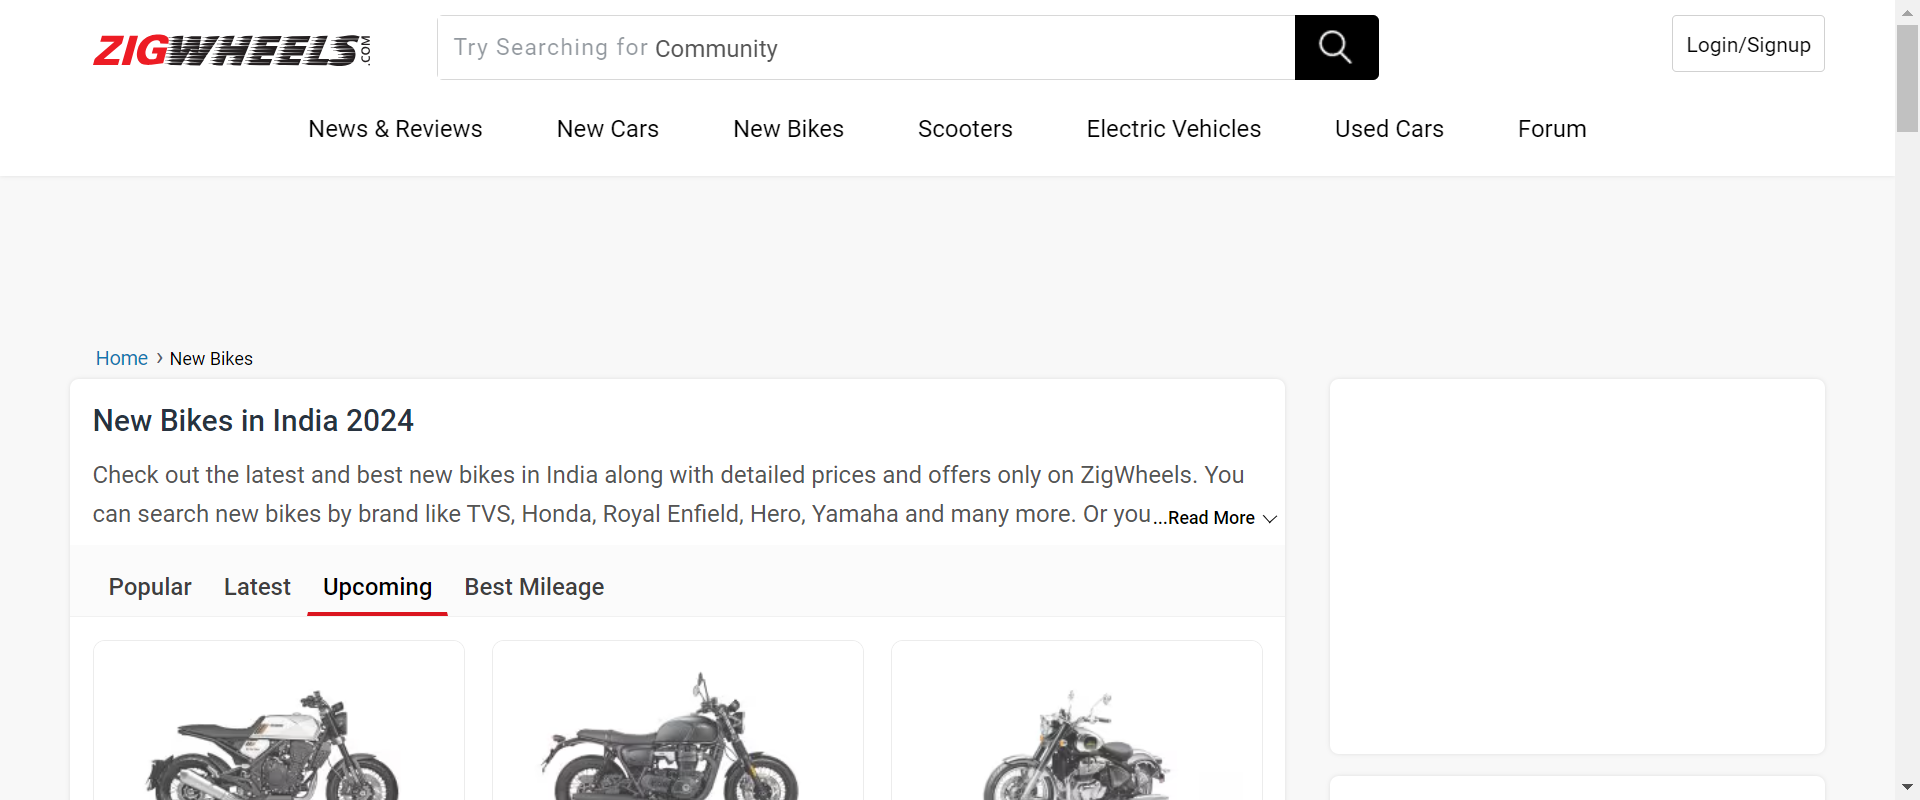 ZIGWHEELS.COM
Try Searching for Community
Login/Signup
News & Reviews
New Cars
New Bikes
Scooters
Electric Vehicles
Used Cars
Forum
Home › New Bikes
New Bikes in India 2024
Check out the latest and best new bikes in India along with detailed prices and offers only on ZigWheels. You
can search new bikes by brand like TVS, Honda, Royal Enfield, Hero, Yamaha and many more. Or you ...Read More
Popular
Latest
Upcoming
Best Mileage